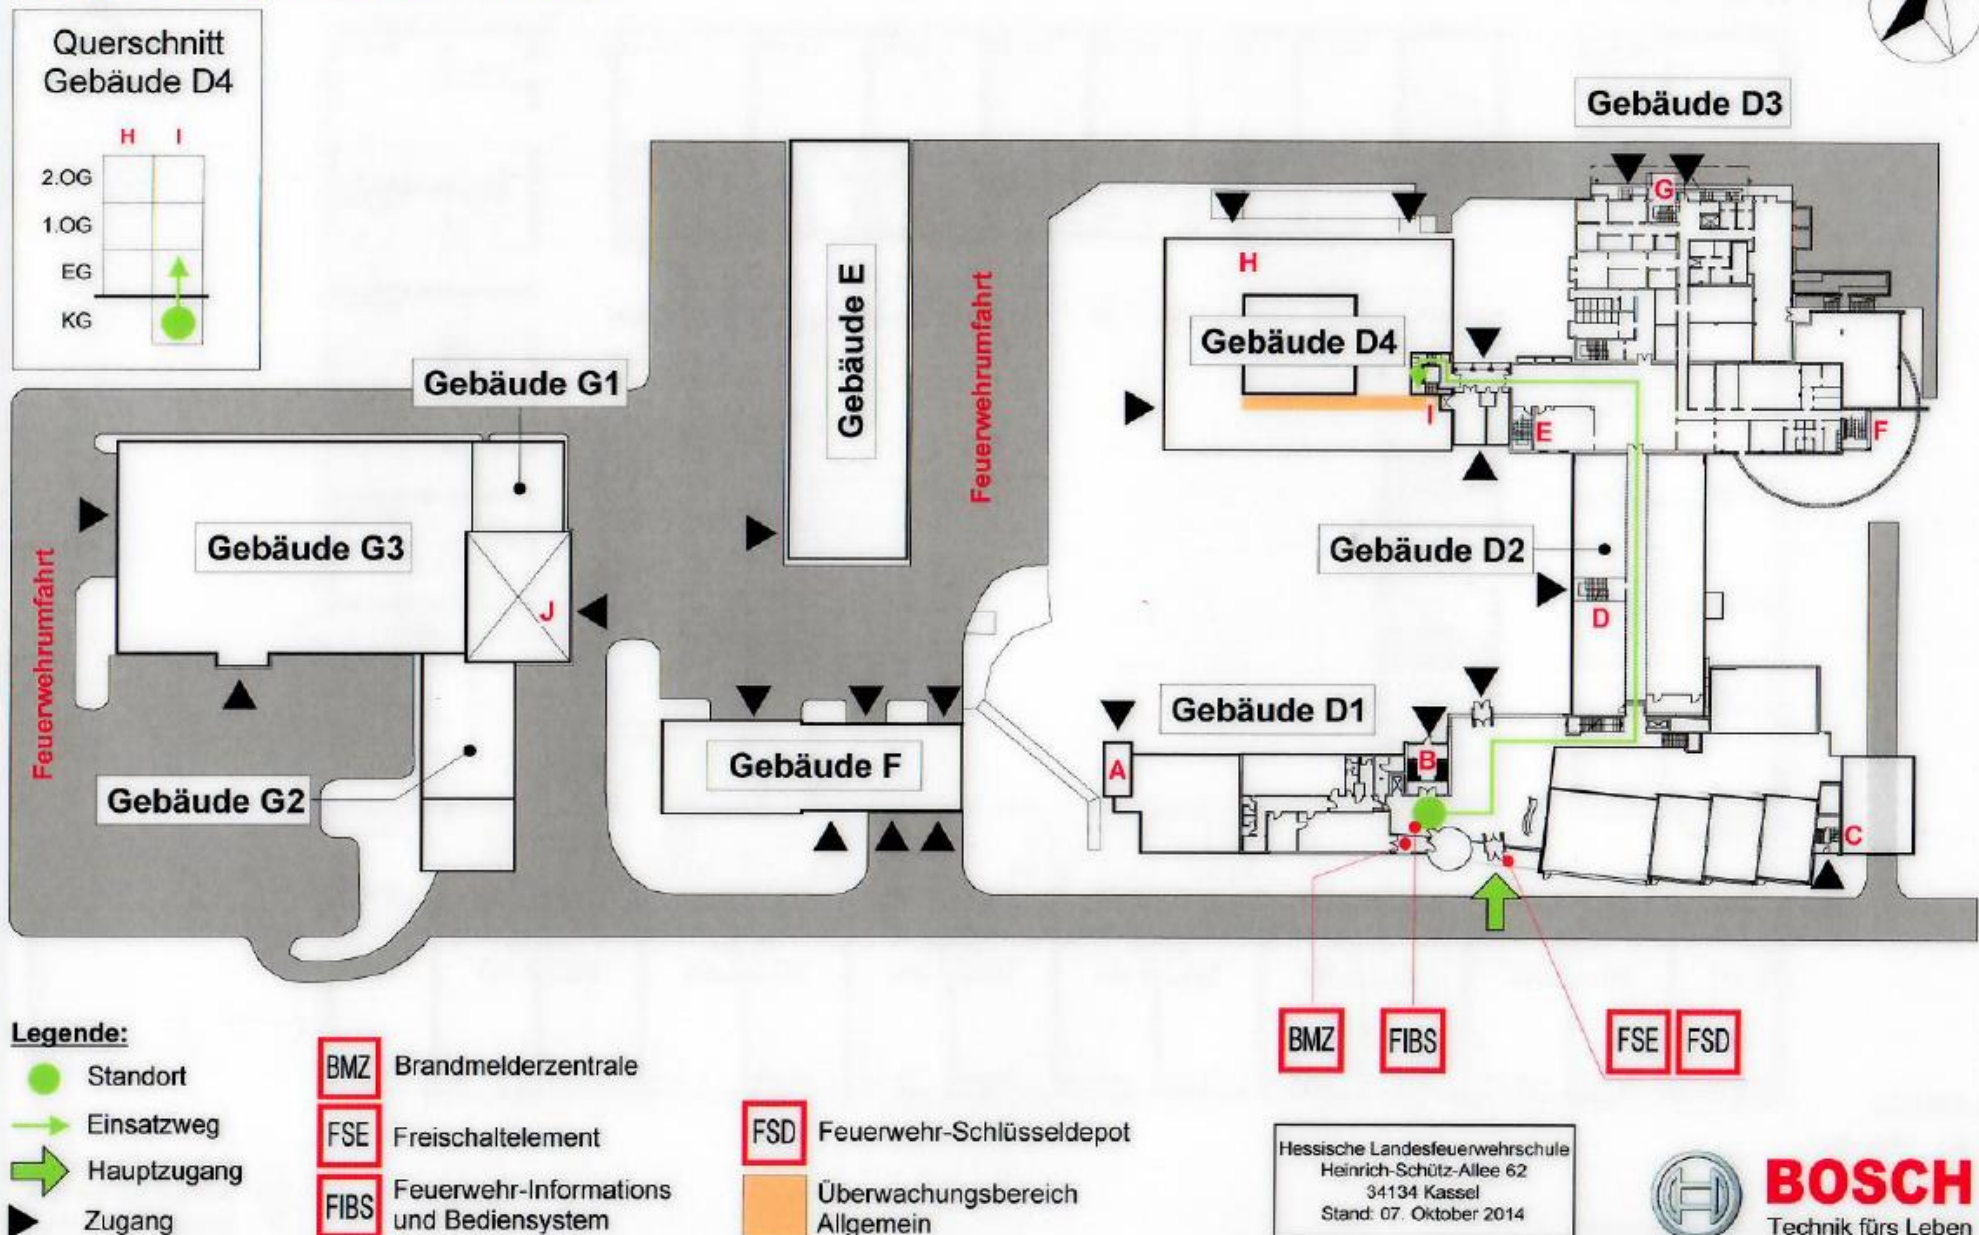 Querschnitt
Gebäude D4
H I
2.OG
1.OG
EG
KG
Gebäude D3
G
Gebäude E
Feuerwehrumfahrt
H
Gebäude D4
I
E
F
Gebäude G1
Gebäude G3
J
Feuerwehrumfahrt
Gebäude D2
D
Gebäude D1
A
B
C
Gebäude F
Gebäude G2
BMZ
FIBS
FSE
FSD
Legende:
Standort
Einsatzweg
Hauptzugang
Zugang
BMZ Brandmelderzentrale
FSE Freischaltelement
FIBS Feuerwehr-Informations
und Bediensystem
FSD Feuerwehr-Schlüsseldepot
Überwachungsbereich
Allgemein
Hessische Landesfeuerwehrschule
Heinrich-Schütz-Allee 62
34134 Kassel
Stand: 07. Oktober 2014
BOSCH
Technik fürs Leben